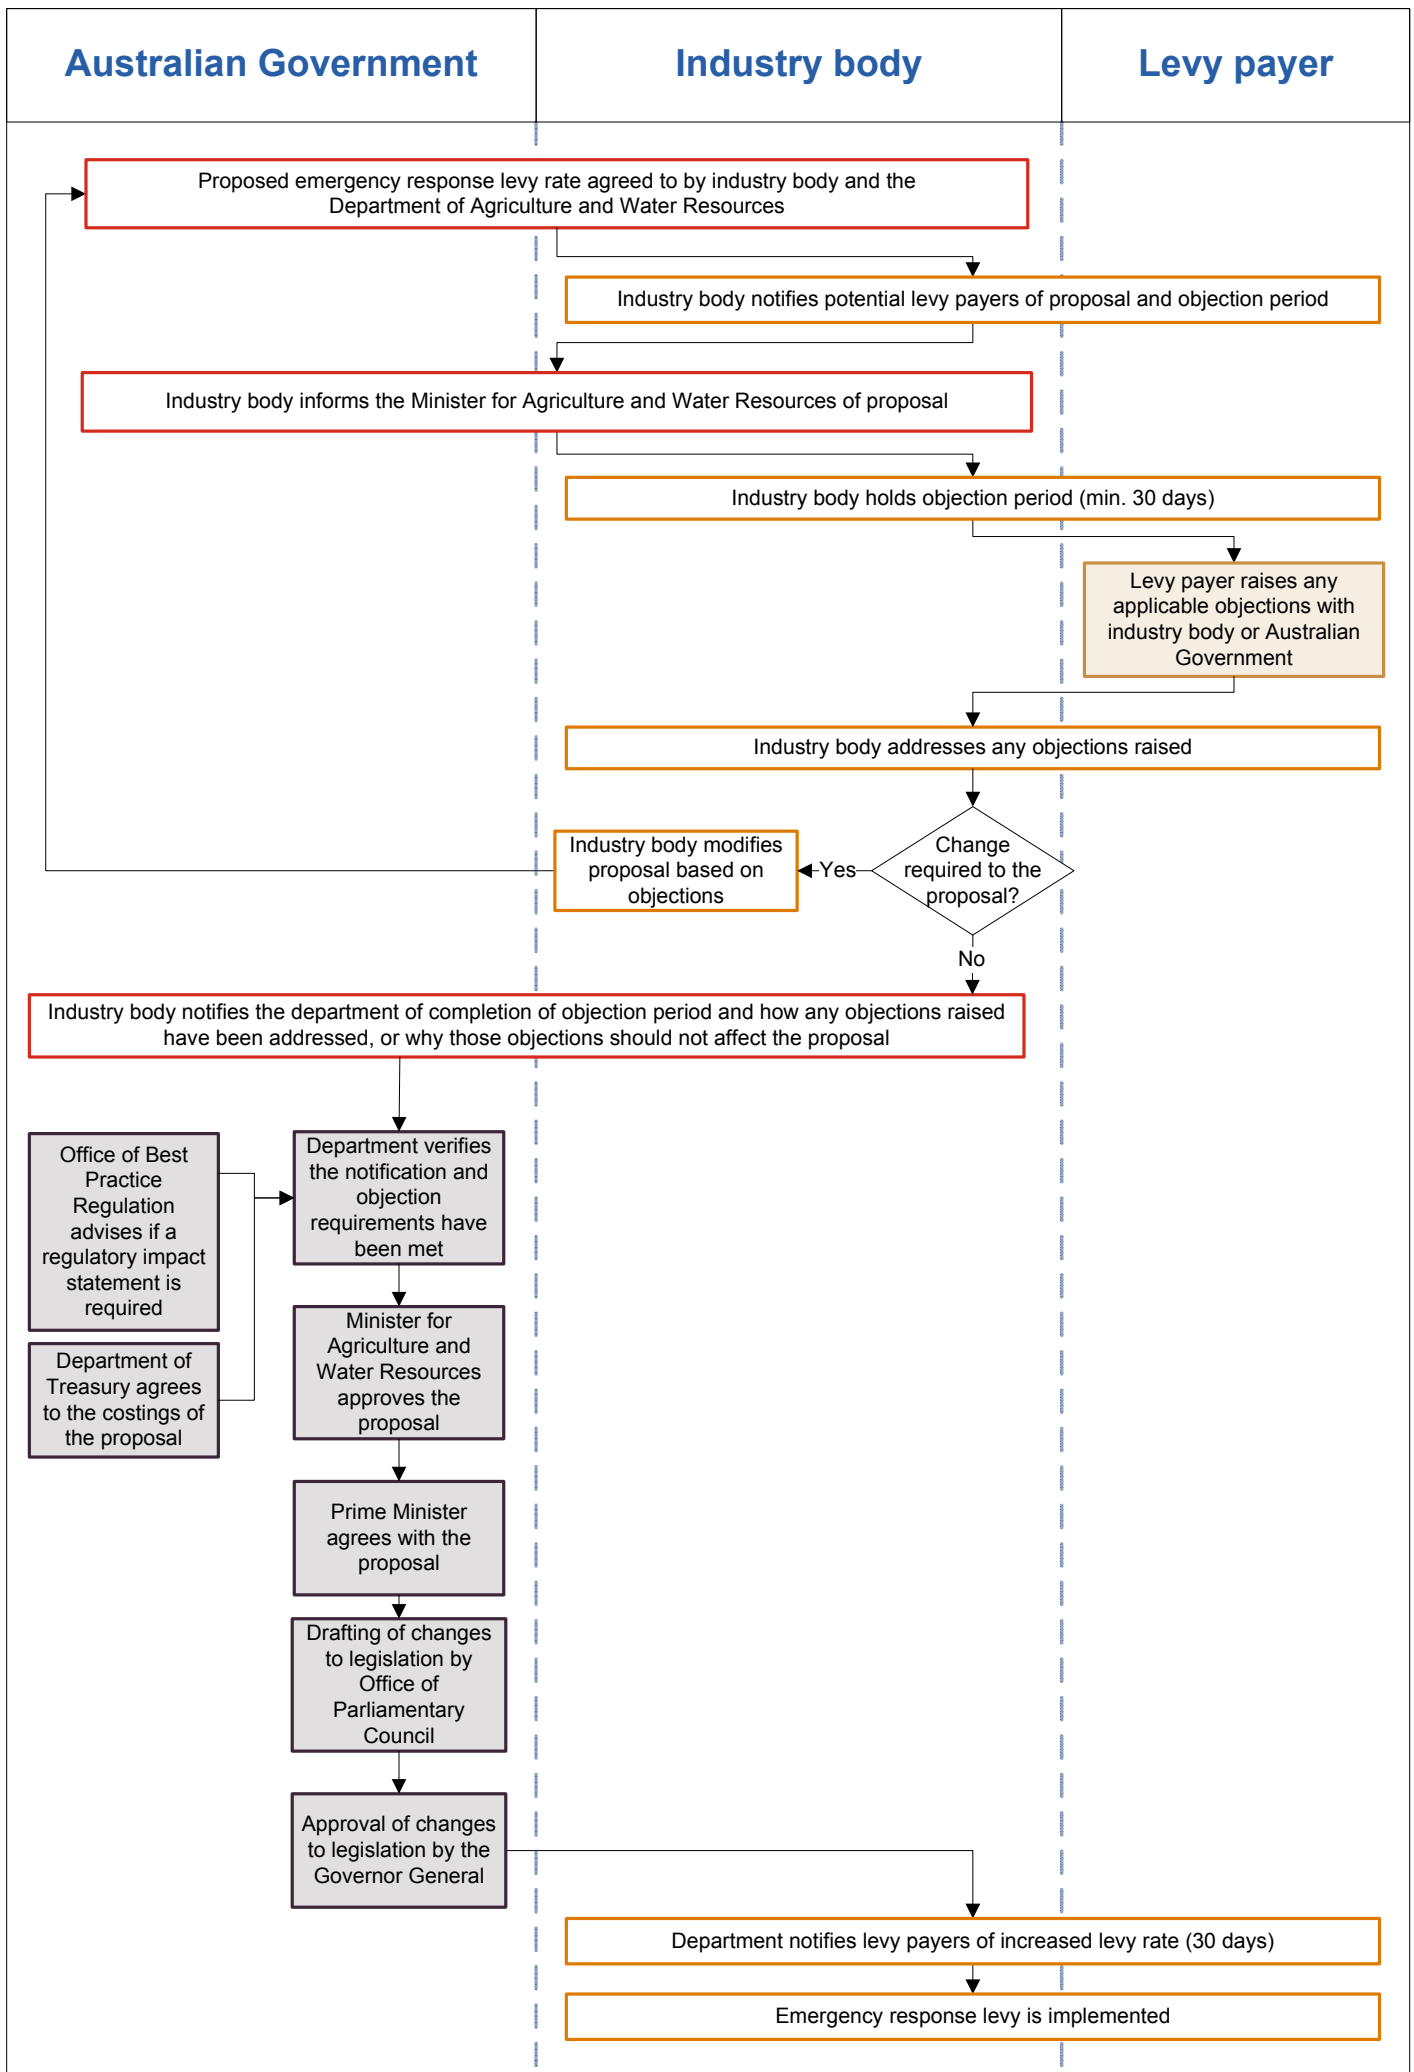 Australian Government
Industry body
Levy payer
Proposed emergency response levy rate agreed to by industry body and the
Department of Agriculture and Water Resources
Industry body notifies potential levy payers of proposal and objection period
Industry body informs the Minister for Agriculture and Water Resources of proposal
Industry body holds objection period (min. 30 days)
Levy payer raises any
applicable objections with
industry body or Australian
Government
Industry body addresses any objections raised
Change
required to the
proposal?
Yes
Industry body modifies
proposal based on
objections
No
Industry body notifies the department of completion of objection period and how any objections raised
have been addressed, or why those objections should not affect the proposal
Office of Best
Practice
Regulation
advises if a
regulatory impact
statement is
required
Department of
Treasury agrees
to the costings of
the proposal
Department verifies
the notification and
objection
requirements have
been met
Minister for
Agriculture and
Water Resources
approves the
proposal
Prime Minister
agrees with the
proposal
Drafting of changes
to legislation by
Office of
Parliamentary
Council
Approval of changes
to legislation by the
Governor General
Department notifies levy payers of increased levy rate (30 days)
Emergency response levy is implemented